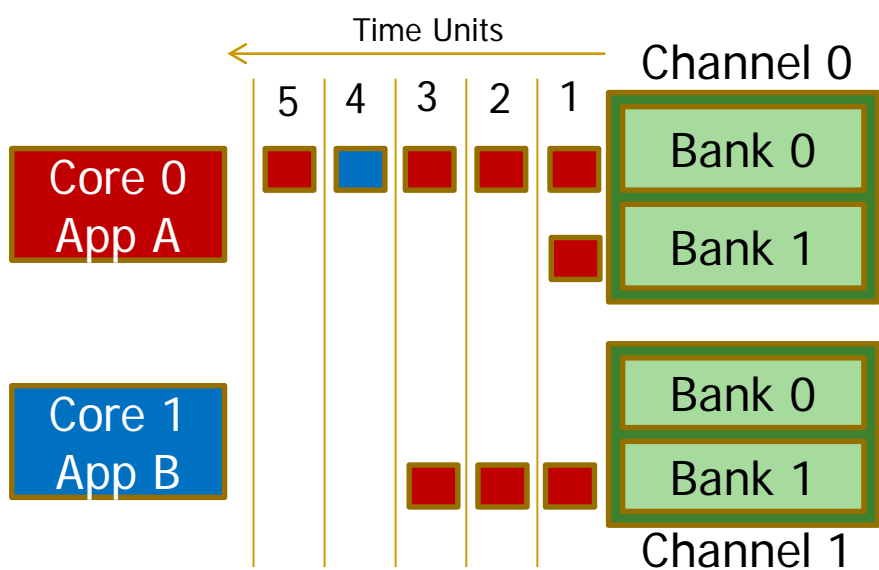 Time Units
Channel 0
5 4 3 2 1
Bank 0
Core 0
App A
Bank 1
Bank 0
Core 1
App B
Bank 1
Channel 1